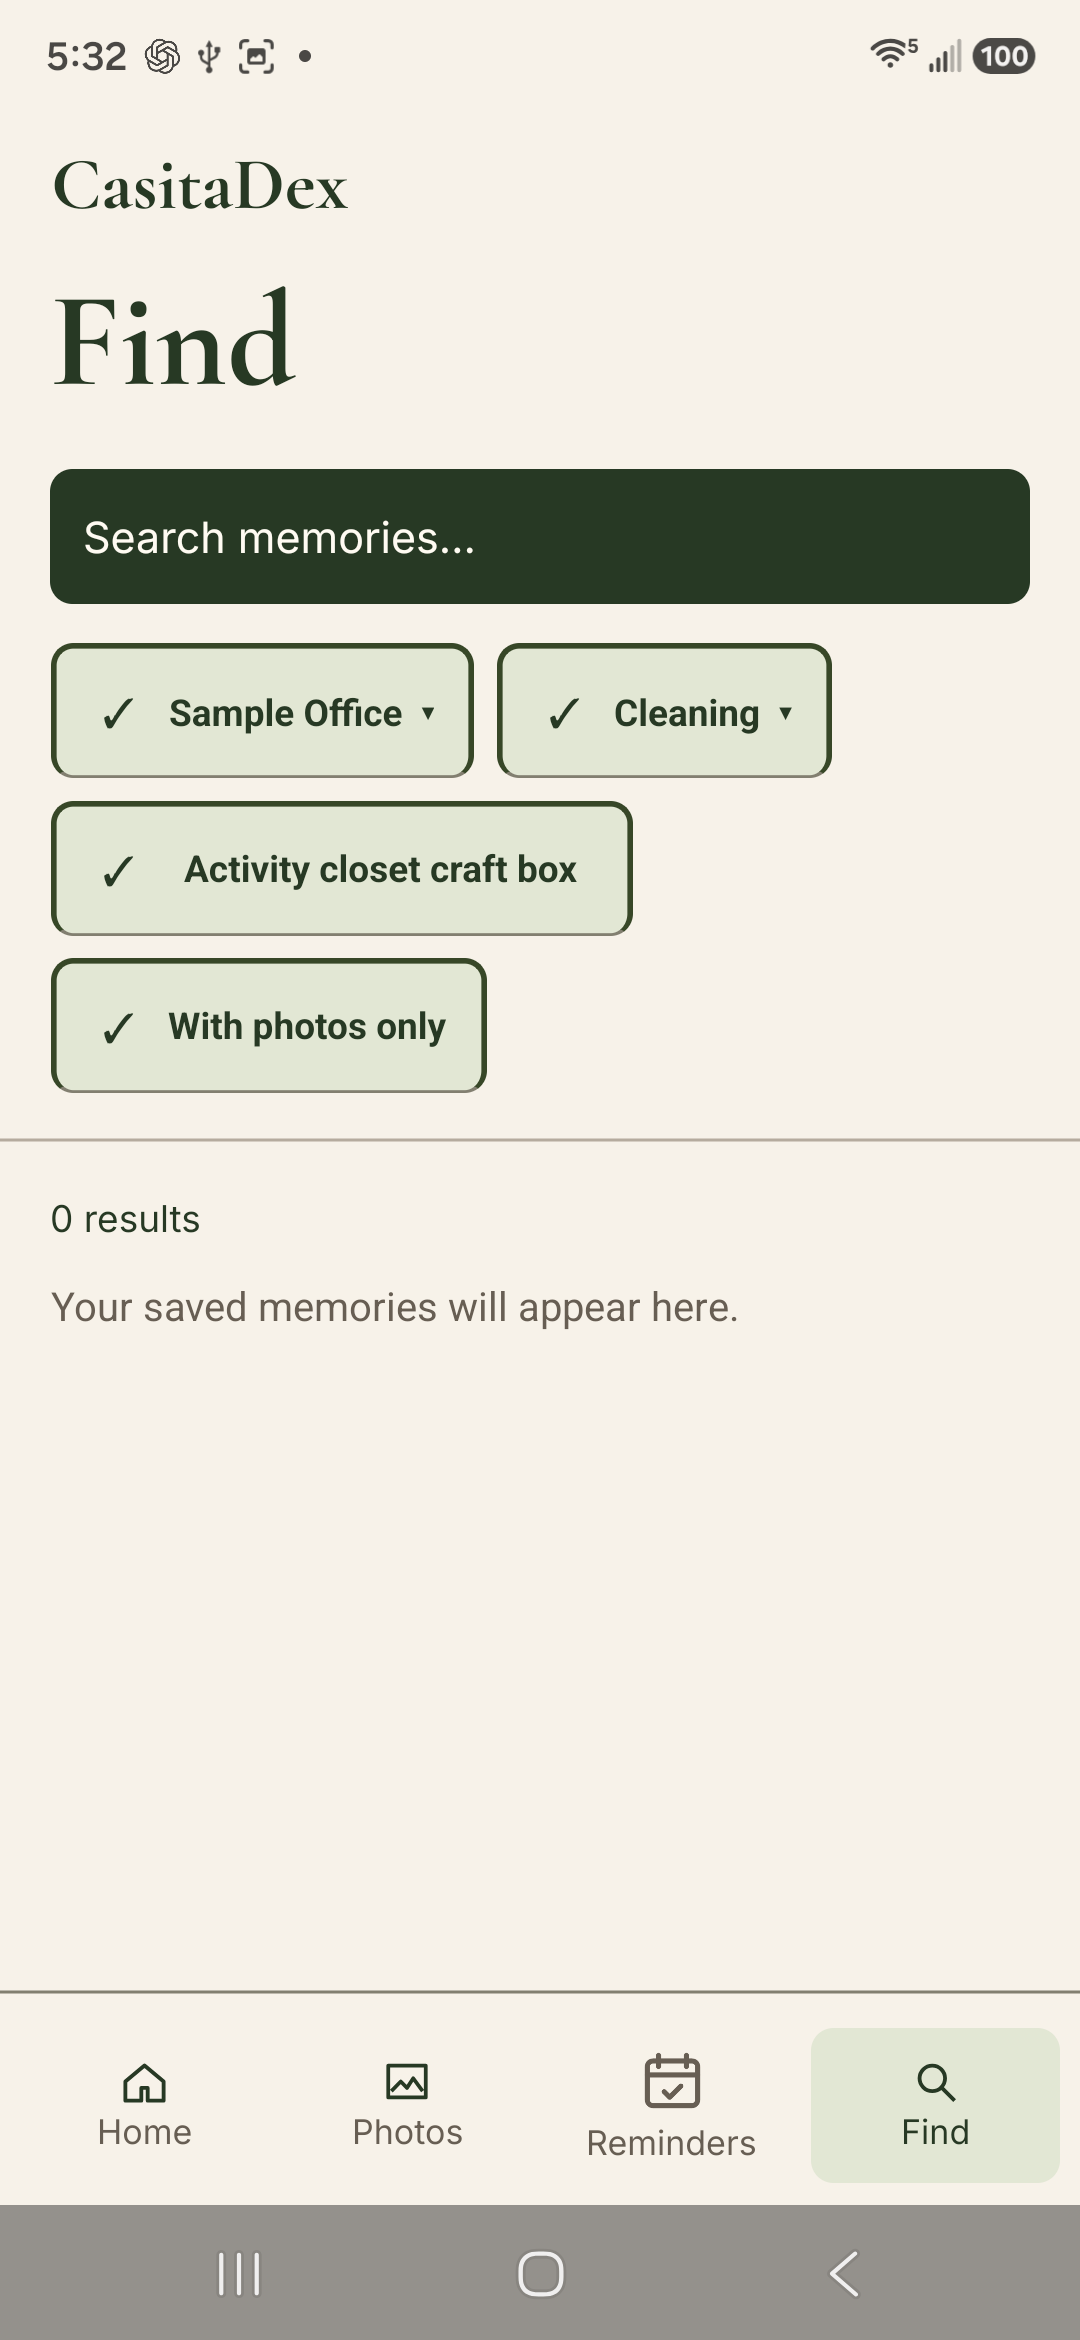 5:32 5 100
CasitaDex
Find
Search memories...
✓ Sample Office ▼ ✓ Cleaning ▼
✓ Activity closet craft box
✓ With photos only
0 results
Your saved memories will appear here.
Home Photos Reminders Find